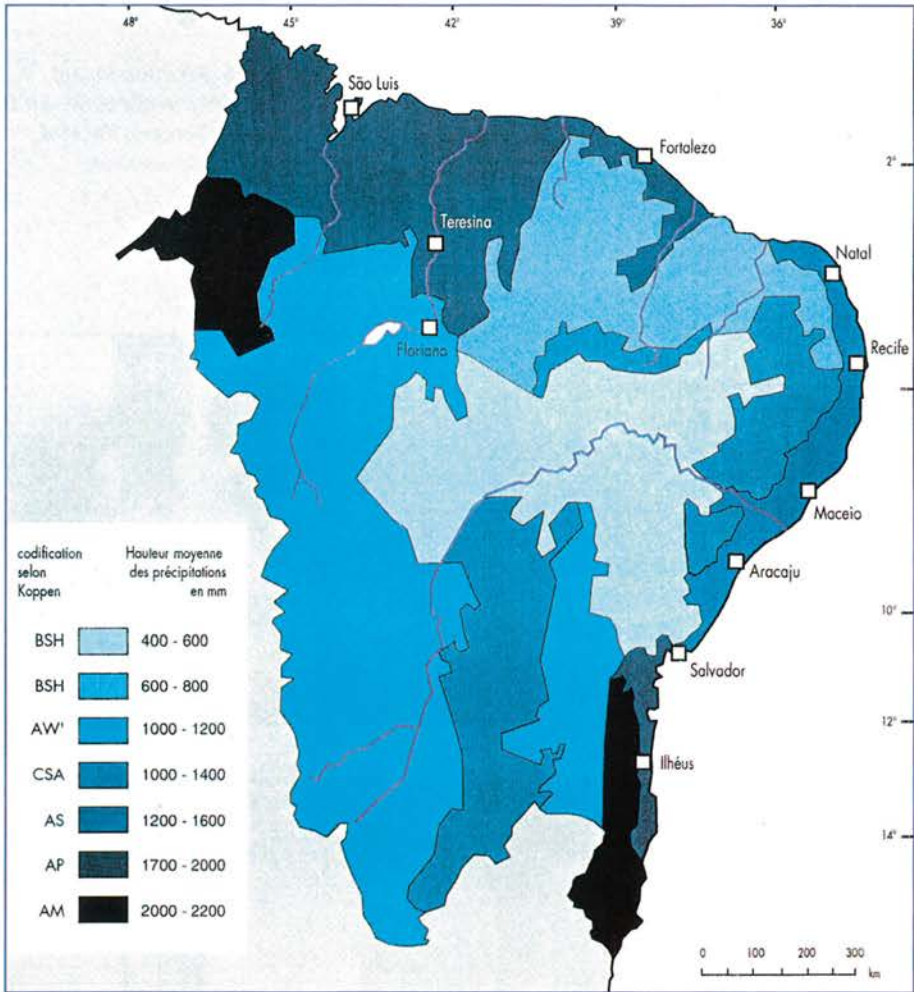 48° 45° 42° 39° 36°
São Luis
Fortaleza
2°
Teresina
Natal
Floriano
Recife
Maceio
Aracaju
10°
Salvador
12°
Ilhéus
14°
codification
selon
Koppen
Hauteur moyenne
des précipitations
en mm
BSH 400 - 600
BSH 600 - 800
AW' 1000 - 1200
CSA 1000 - 1400
AS 1200 - 1600
AP 1700 - 2000
AM 2000 - 2200
0 100 200 300
km